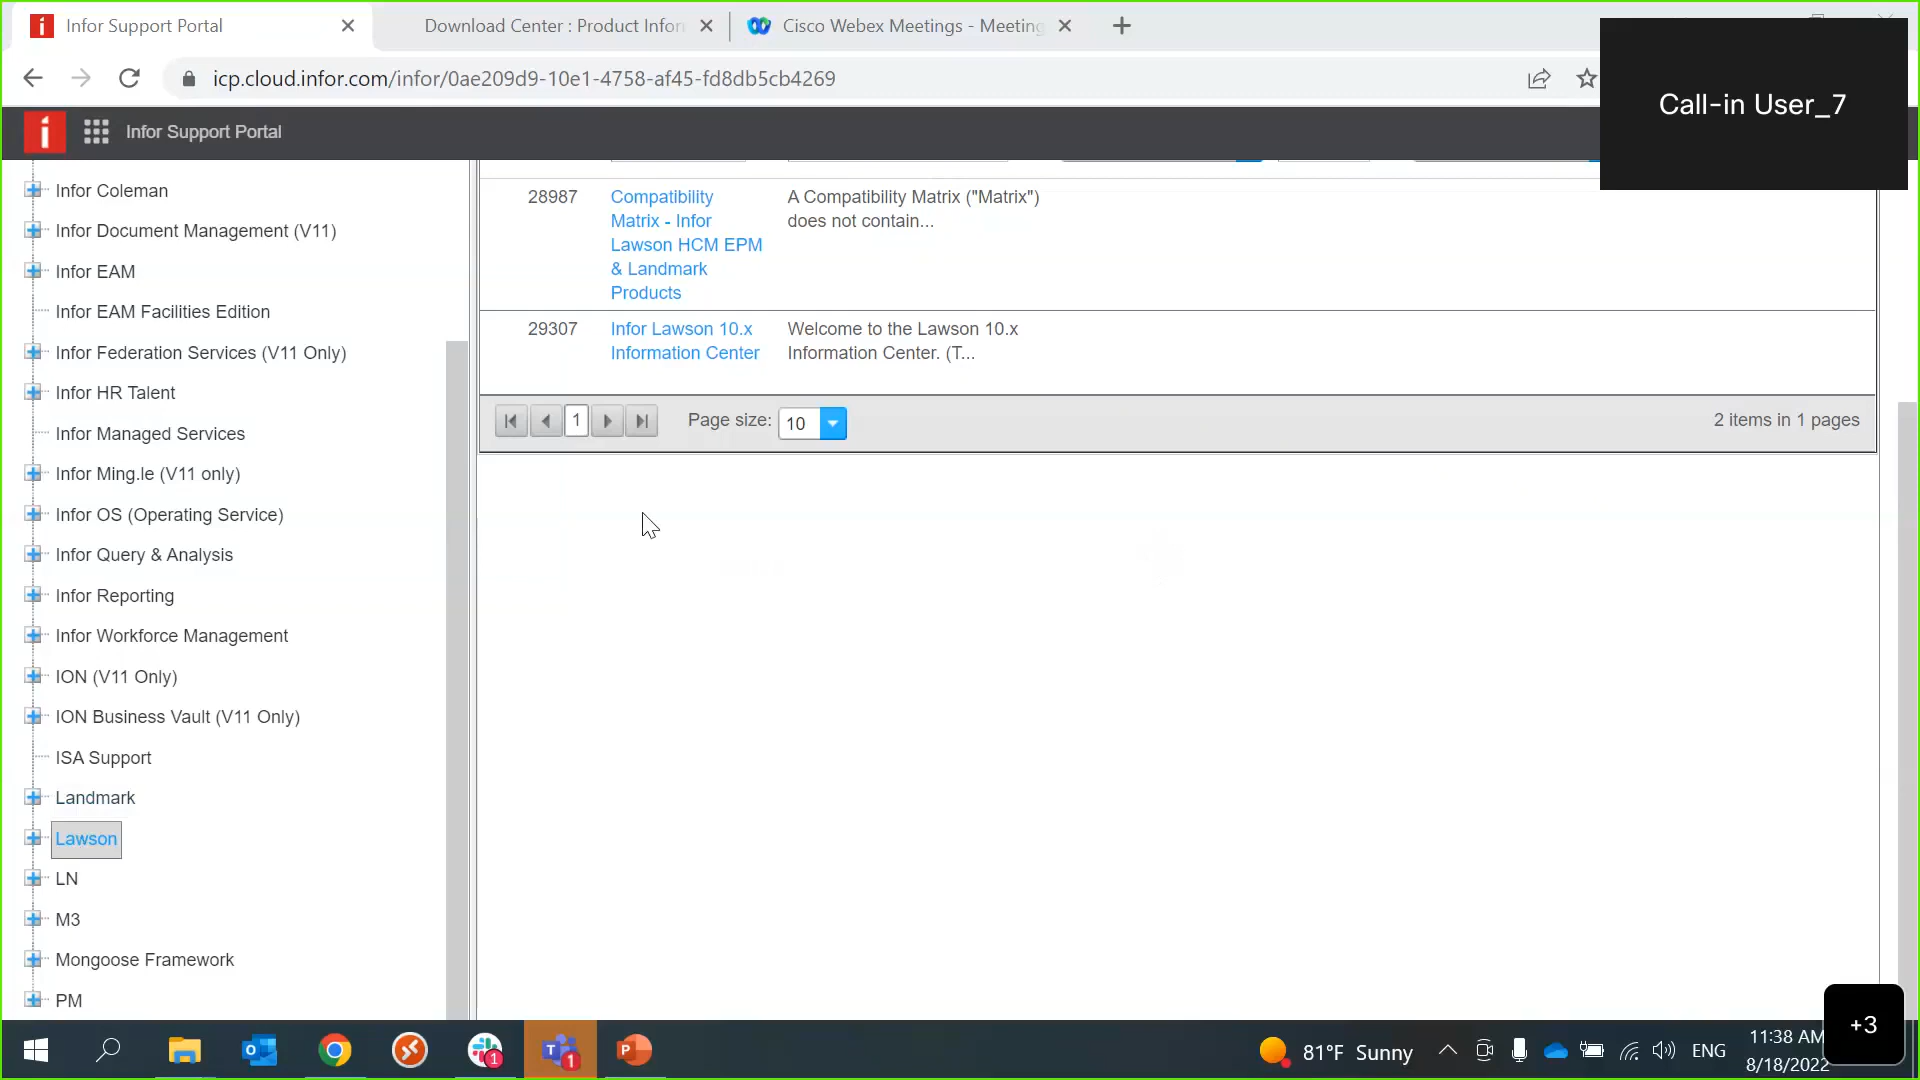 Infor Support Portal
Download Center : Product Infor
Cisco Webex Meetings - Meeting
icp.cloud.infor.com/infor/0ae209d9-10e1-4758-af45-fd8db5cb4269
Call-in User_7
Infor Support Portal
Infor Coleman
Infor Document Management (V11)
Infor EAM
Infor EAM Facilities Edition
Infor Federation Services (V11 Only)
Infor HR Talent
Infor Managed Services
Infor Ming.le (V11 only)
Infor OS (Operating Service)
Infor Query & Analysis
Infor Reporting
Infor Workforce Management
ION (V11 Only)
ION Business Vault (V11 Only)
ISA Support
Landmark
Lawson
LN
M3
Mongoose Framework
PM
28987
Compatibility
Matrix - Infor
Lawson HCM EPM
& Landmark
Products
A Compatibility Matrix ("Matrix")
does not contain...
29307
Infor Lawson 10.x
Information Center
Welcome to the Lawson 10.x
Information Center. (T...
1
Page size: 10
2 items in 1 pages
+3
1
1
81°F Sunny
ENG
11:38 AM
8/18/2022